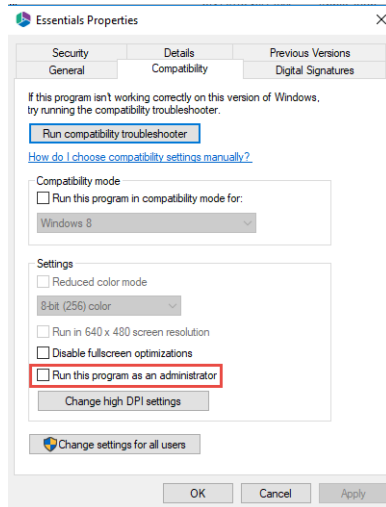 Essentials Properties
Security Details Previous Versions
General Compatibility Digital Signatures
If this program isn't working correctly on this version of Windows,
try running the compatibility troubleshooter.
Run compatibility troubleshooter
How do I choose compatibility settings manually?
Compatibility mode
Run this program in compatibility mode for:
Windows 8
Settings
Reduced color mode
8-bit (256) color
Run in 640 x 480 screen resolution
Disable fullscreen optimizations
Run this program as an administrator
Change high DPI settings
Change settings for all users
OK Cancel Apply